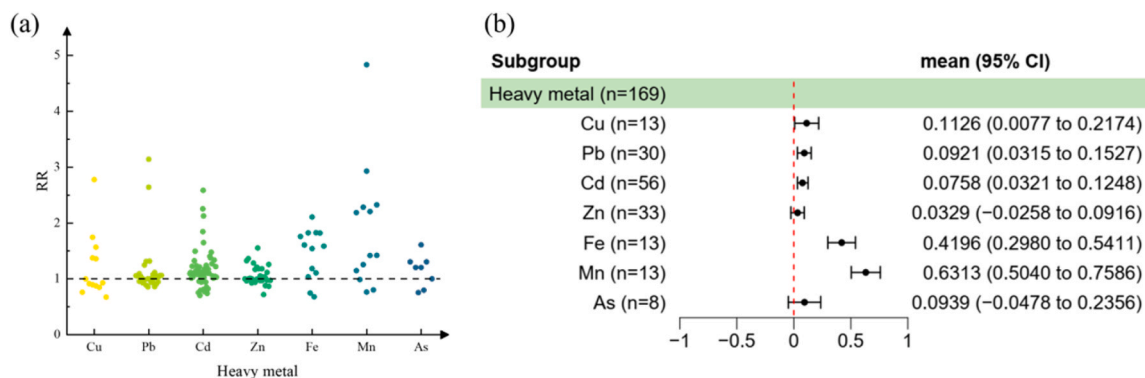 (a)
5
4
3
2
1
0
RR
Cu Pb Cd Zn Fe Mn As
Heavy metal
(b)
Subgroup mean (95% CI)
Heavy metal (n=169)
Cu (n=13) 0.1126 (0.0077 to 0.2174)
Pb (n=30) 0.0921 (0.0315 to 0.1527)
Cd (n=56) 0.0758 (0.0321 to 0.1248)
Zn (n=33) 0.0329 (−0.0258 to 0.0916)
Fe (n=13) 0.4196 (0.2980 to 0.5411)
Mn (n=13) 0.6313 (0.5040 to 0.7586)
As (n=8) 0.0939 (−0.0478 to 0.2356)
−1 −0.5 0 0.5 1